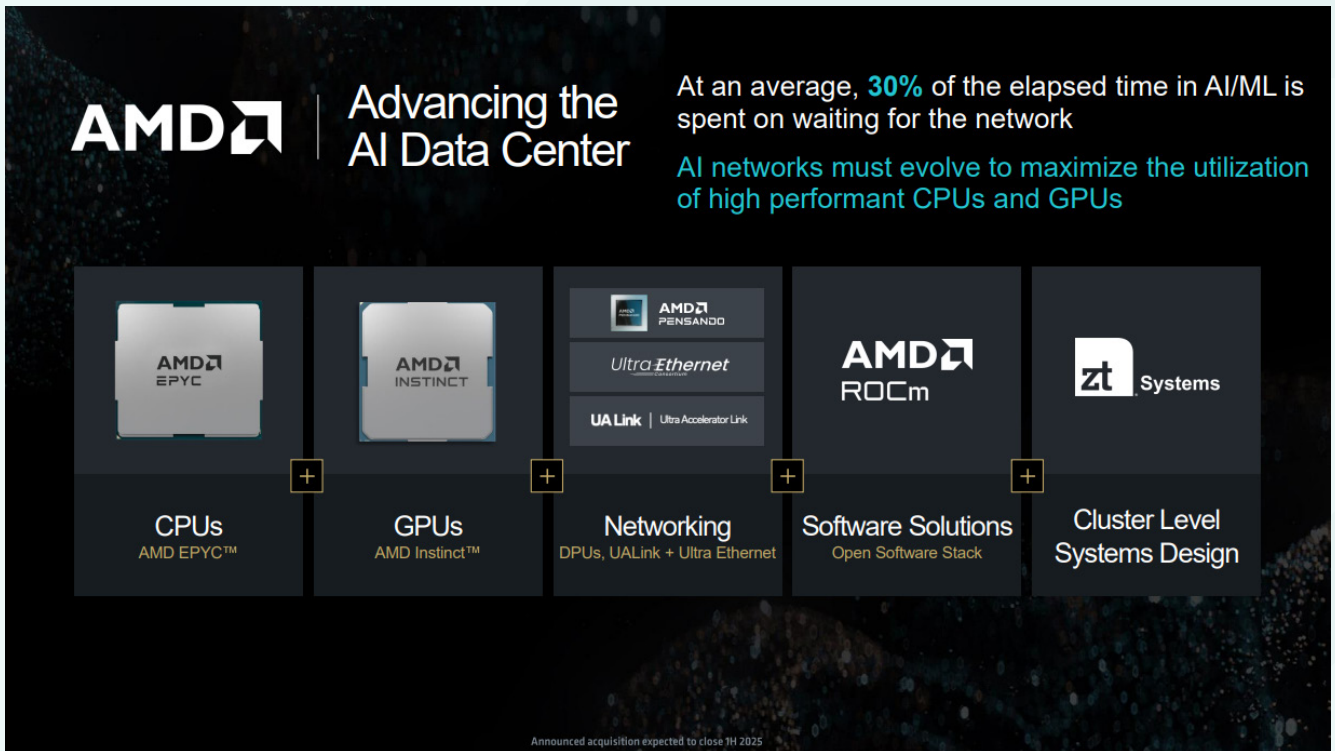 AMD
Advancing the
AI Data Center
At an average, 30% of the elapsed time in AI/ML is
spent on waiting for the network
AI networks must evolve to maximize the utilization
of high performant CPUs and GPUs
AMD
EPYC
CPUs
AMD EPYC™
+
AMD
INSTINCT
GPUs
AMD Instinct™
+
AMD
PENSANDO
Ultra Ethernet
Consortium
UALink | Ultra Accelerator Link
Networking
DPUs, UALink + Ultra Ethernet
+
AMD
ROCm
Software Solutions
Open Software Stack
+
zt Systems
Cluster Level
Systems Design
Announced acquisition expected to close 1H 2025